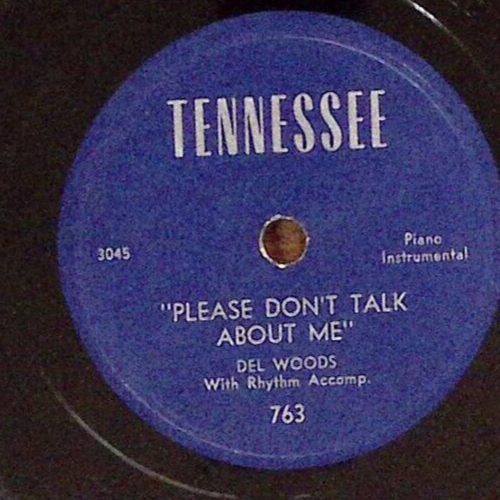 TENNESSEE
3045
Piano
Instrumental
"PLEASE DON'T TALK
ABOUT ME"
DEL WOODS
With Rhythm Accomp.
763